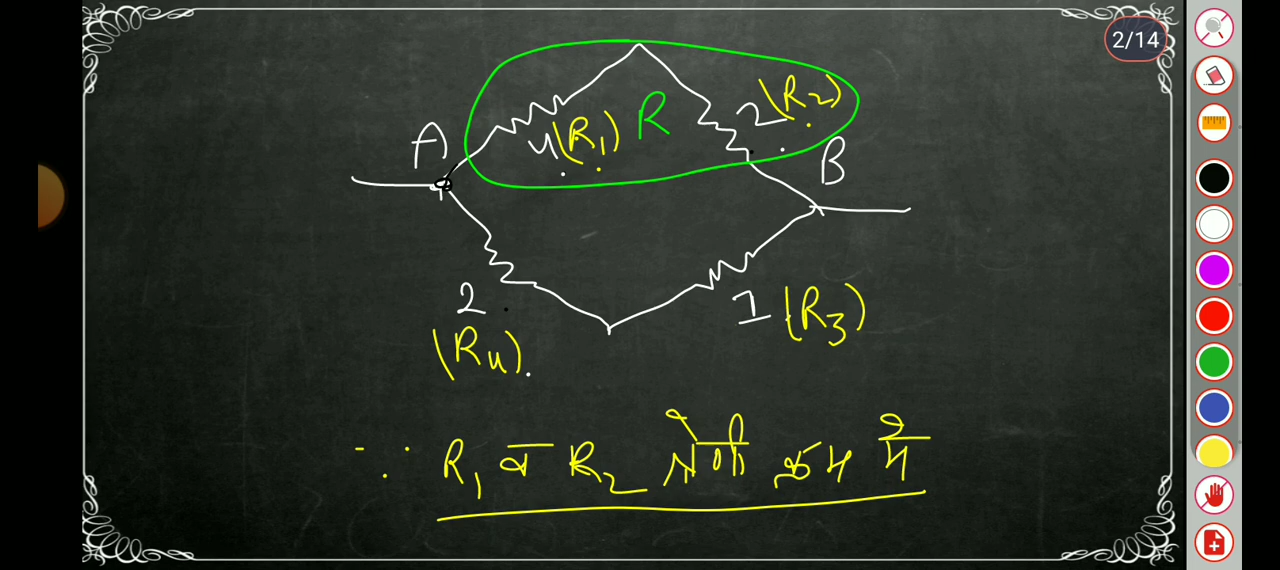 2/14
A
4(R1)
R
2(R2)
B
2
(R4)
1(R3)
∵ R1 व R2 श्रेणी क्रम में